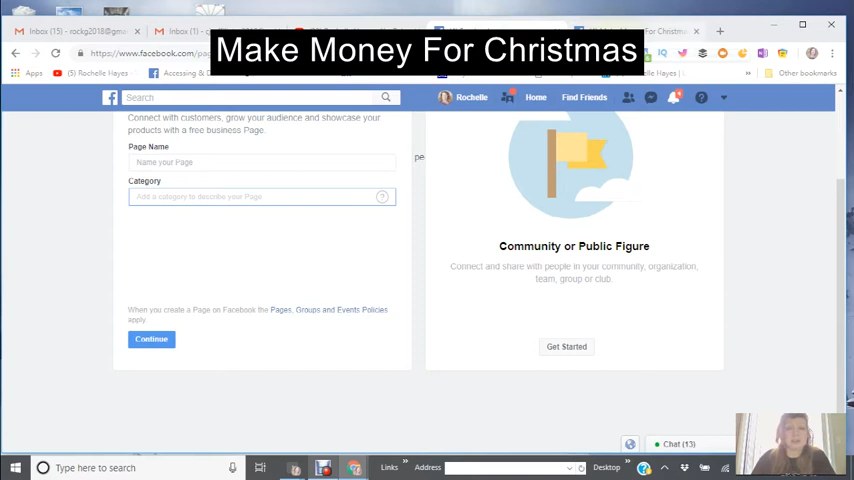 Inbox (15) - rockg2018@gmai
Inbox (1) -
Make Money For Christmas
https://www.facebook.com/pag
Apps
(5) Rochelle Hayes
Accessing & D
Other bookmarks
Search
Rochelle
Home
Find Friends
Connect with customers, grow your audience and showcase your
products with a free business Page.
Page Name
Name your Page
Category
Add a category to describe your Page
When you create a Page on Facebook the Pages, Groups and Events Policies
apply.
Continue
pe
Community or Public Figure
Connect and share with people in your community, organization,
team, group or club.
Get Started
Chat (13)
Type here to search
Links
Address
Desktop